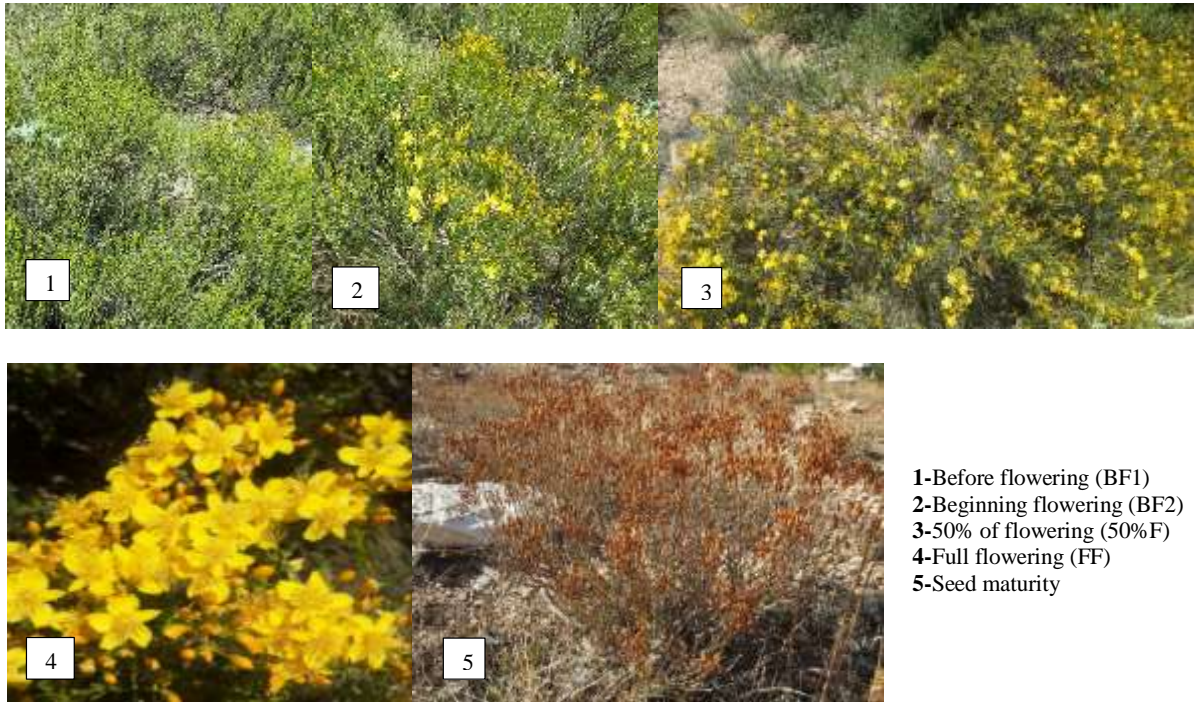 1
2
3
4
5
1-Before flowering (BF1)
2-Beginning flowering (BF2)
3-50% of flowering (50%F)
4-Full flowering (FF)
5-Seed maturity